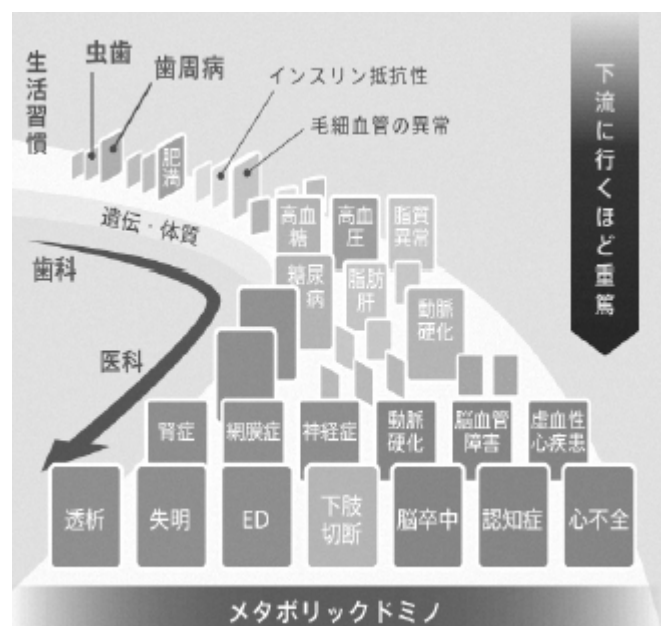 生活習慣
虫歯
歯周病
インスリン抵抗性
毛細血管の異常
肥満
下流に行くほど重篤
遺伝・体質
高血糖
高血圧
脂質異常
歯科
糖尿病
脂肪肝
動脈硬化
医科
腎症
網膜症
神経症
動脈硬化
脳血管障害
虚血性心疾患
透析
失明
ED
下肢切断
脳卒中
認知症
心不全
メタボリックドミノ